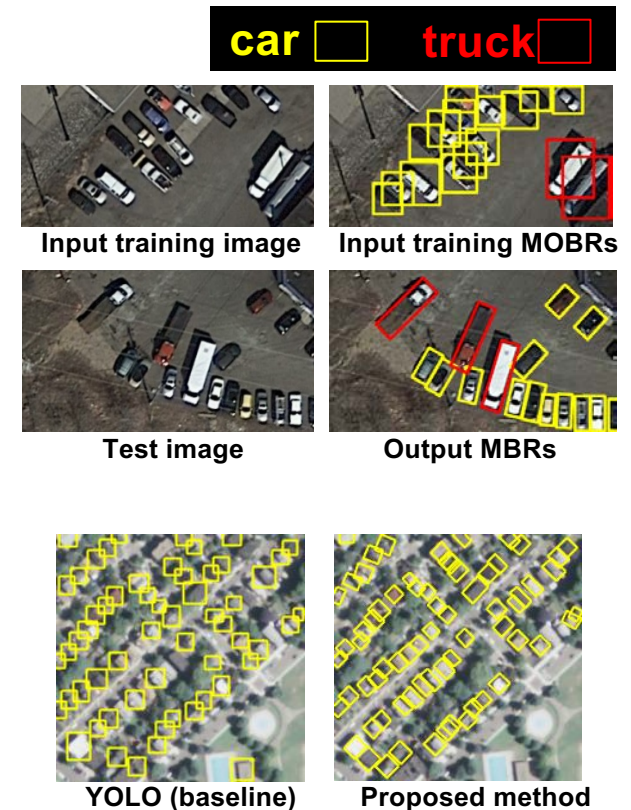 car truck
Input training image Input training MOBRs
Test image Output MBRs
YOLO (baseline) Proposed method